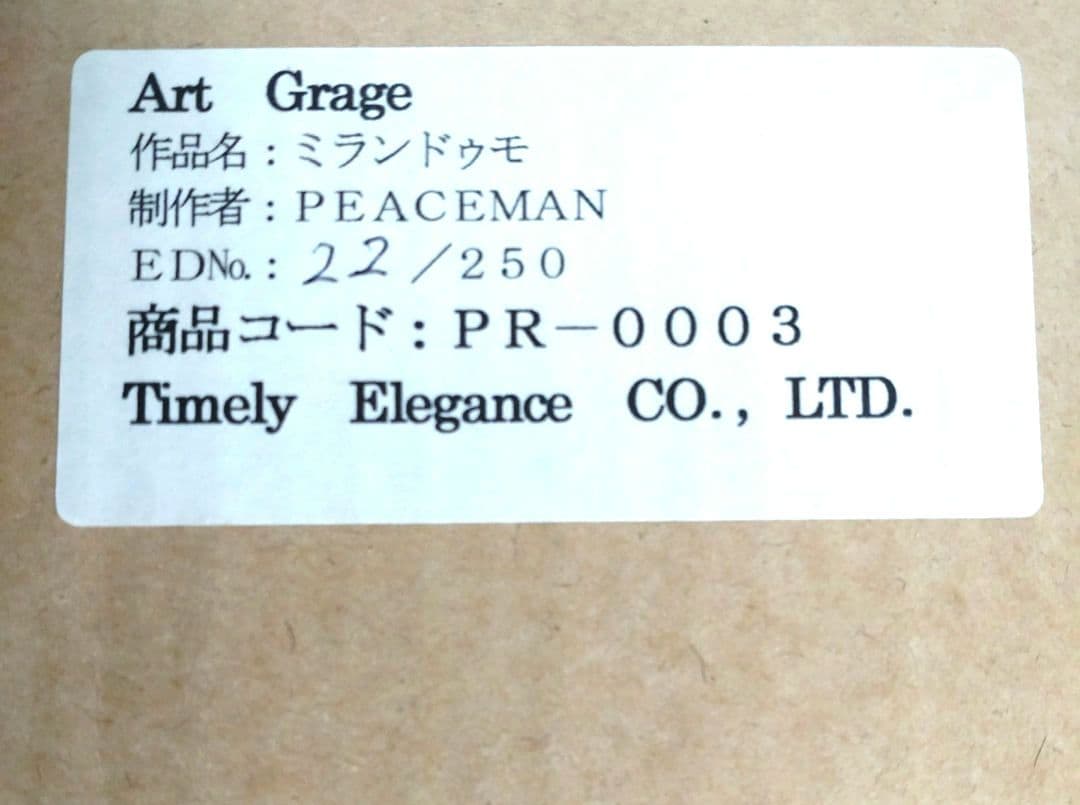 Art Grage
作品名：ミランドゥモ
制作者：ＰＥＡＣＥＭＡＮ
ＥＤ№.：22／２５０
商品コード：ＰＲ－０００３
Timely Elegance CO., LTD.